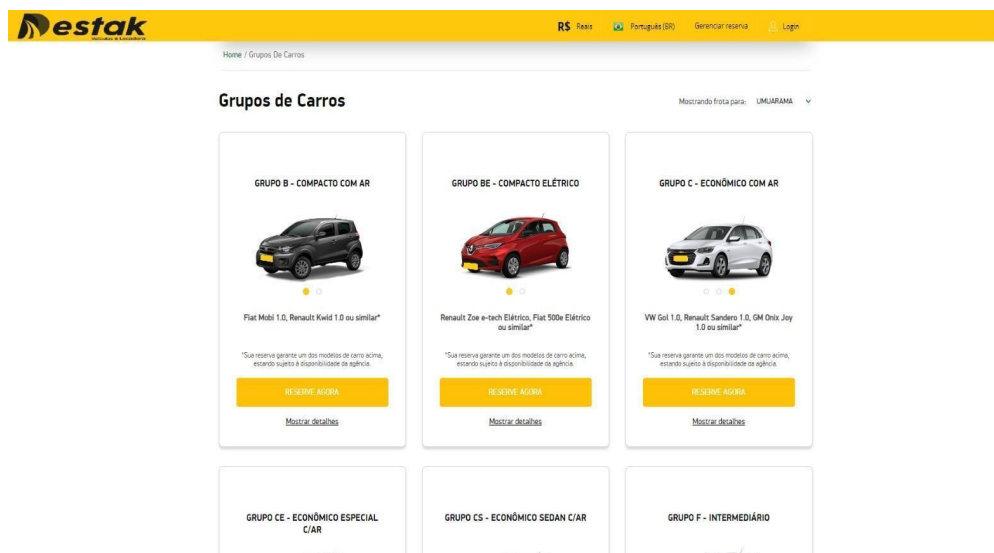 Destak
Veículos e Locadora
R$ Reais
Português (BR)
Gerenciar reserva
Login
Home / Grupos De Carros
Grupos de Carros
Mostrando frota para: UMUARAMA
GRUPO B - COMPACTO COM AR
Fiat Mobi 1.0, Renault Kwid 1.0 ou similar*
*Sua reserva garante um dos modelos de carro acima,
estando sujeito à disponibilidade da agência.
RESERVE AGORA
Mostrar detalhes
GRUPO BE - COMPACTO ELÉTRICO
Renault Zoe e-tech Elétrico, Fiat 500e Elétrico
ou similar*
*Sua reserva garante um dos modelos de carro acima,
estando sujeito à disponibilidade da agência.
RESERVE AGORA
Mostrar detalhes
GRUPO C - ECONÔMICO COM AR
VW Gol 1.0, Renault Sandero 1.0, GM Onix Joy
1.0 ou similar*
*Sua reserva garante um dos modelos de carro acima,
estando sujeito à disponibilidade da agência.
RESERVE AGORA
Mostrar detalhes
GRUPO CE - ECONÔMICO ESPECIAL
C/AR
GRUPO CS - ECONÔMICO SEDAN C/AR
GRUPO F - INTERMEDIÁRIO